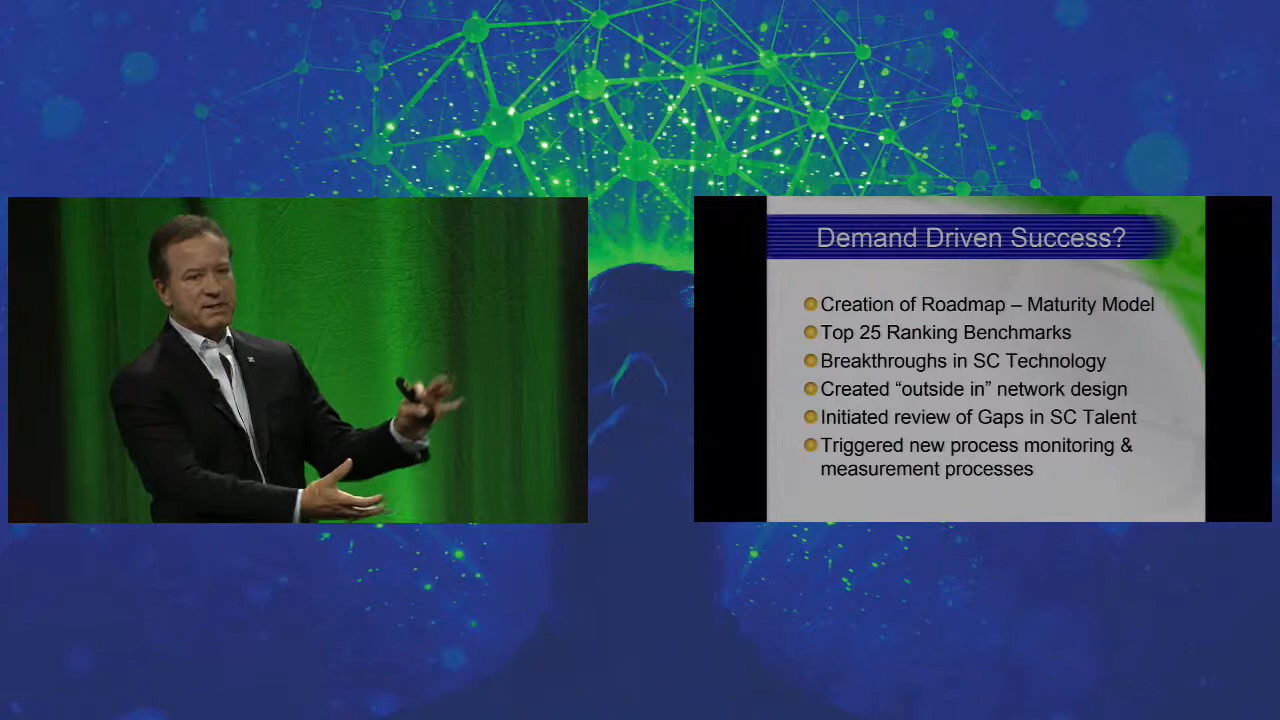 Demand Driven Success?
Creation of Roadmap – Maturity Model
Top 25 Ranking Benchmarks
Breakthroughs in SC Technology
Created “outside in” network design
Initiated review of Gaps in SC Talent
Triggered new process monitoring &
measurement processes